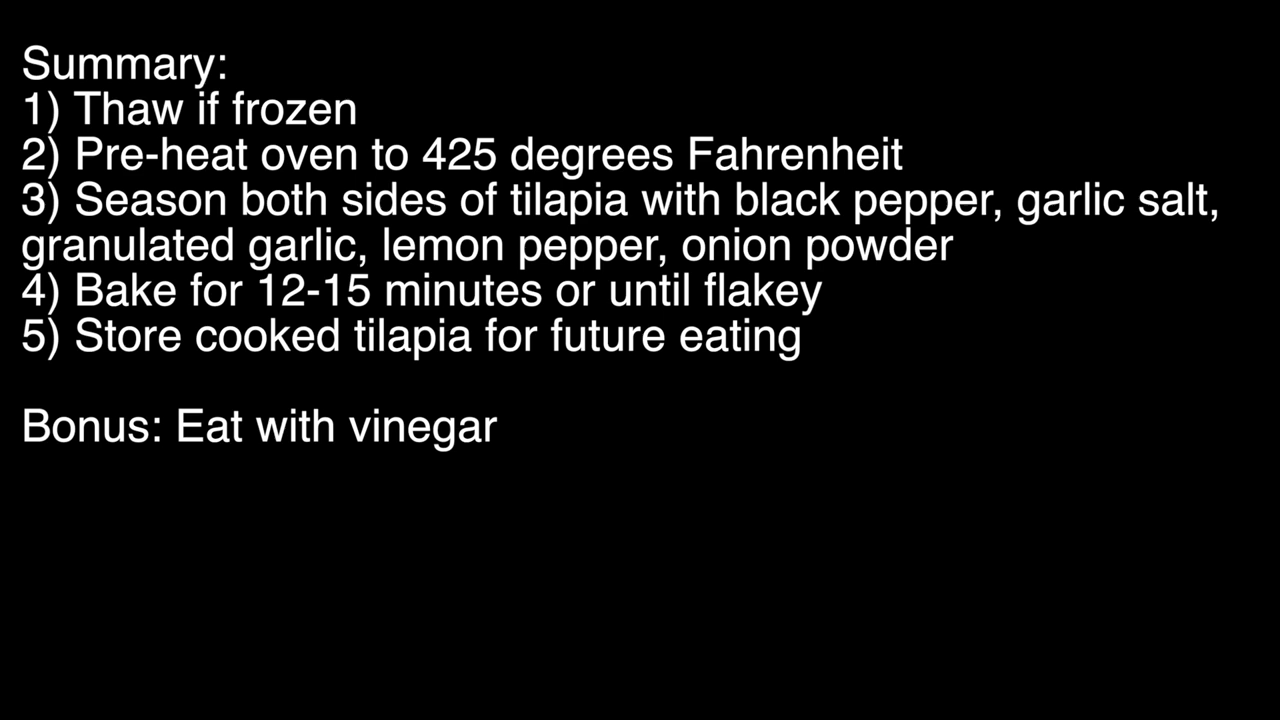 Summary:
1) Thaw if frozen
2) Pre-heat oven to 425 degrees Fahrenheit
3) Season both sides of tilapia with black pepper, garlic salt,
granulated garlic, lemon pepper, onion powder
4) Bake for 12-15 minutes or until flakey
5) Store cooked tilapia for future eating
Bonus: Eat with vinegar